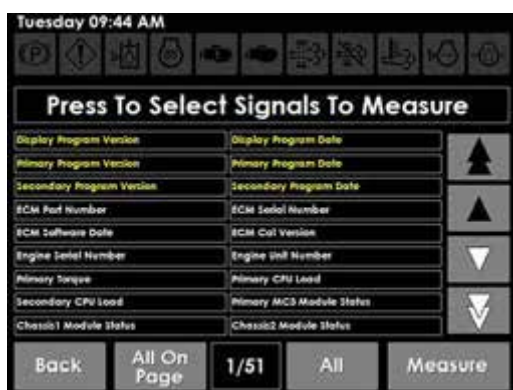 Tuesday 09:44 AM
Press To Select Signals To Measure
Display Program Version Display Program Date
Primary Program Version Primary Program Date
Secondary Program Version Secondary Program Date
ECM Part Number ECM Serial Number
ECM Software Date ECM Cal Version
Engine Serial Number Engine Unit Number
Primary Torque Primary CPU Load
Secondary CPU Load Primary MC3 Module Status
Chassis1 Module Status Chassis2 Module Status
Back All On Page 1/51 All Measure